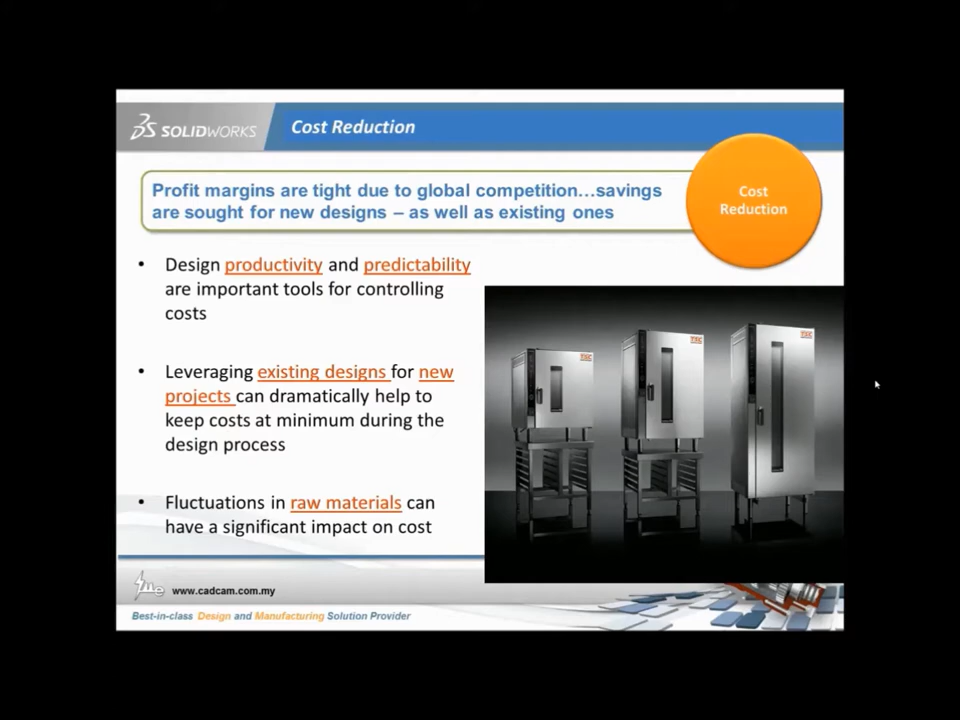 SOLIDWORKS
Cost Reduction
Profit margins are tight due to global competition…savings
are sought for new designs – as well as existing ones
Cost
Reduction
• Design productivity and predictability
are important tools for controlling
costs
• Leveraging existing designs for new
projects can dramatically help to
keep costs at minimum during the
design process
• Fluctuations in raw materials can
have a significant impact on cost
www.cadcam.com.my
Best-in-class Design and Manufacturing Solution Provider